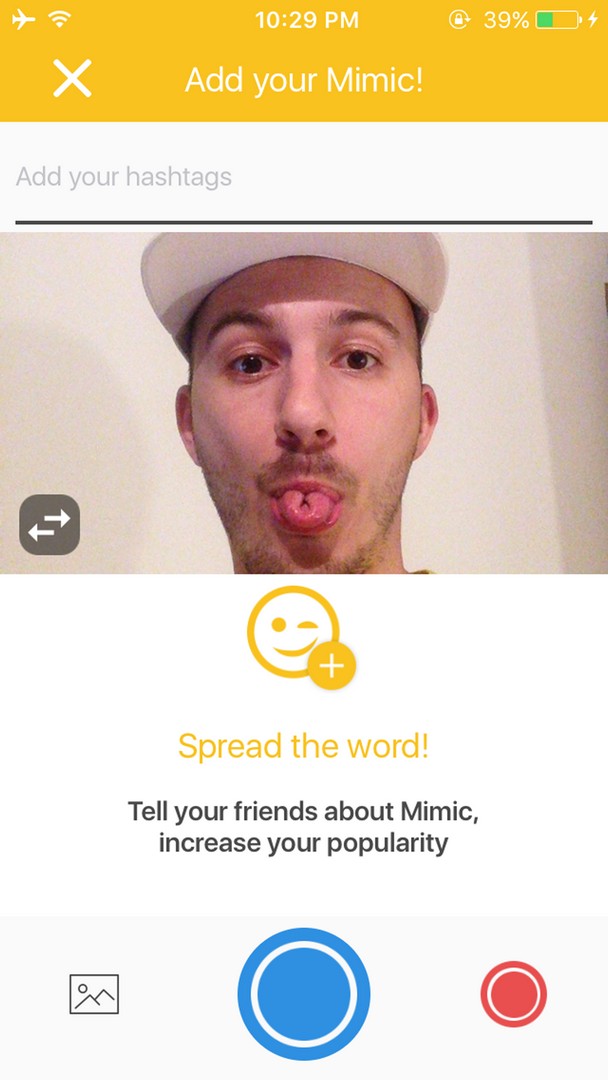 10:29 PM
39%
Add your Mimic!
Add your hashtags
Spread the word!
Tell your friends about Mimic,
increase your popularity